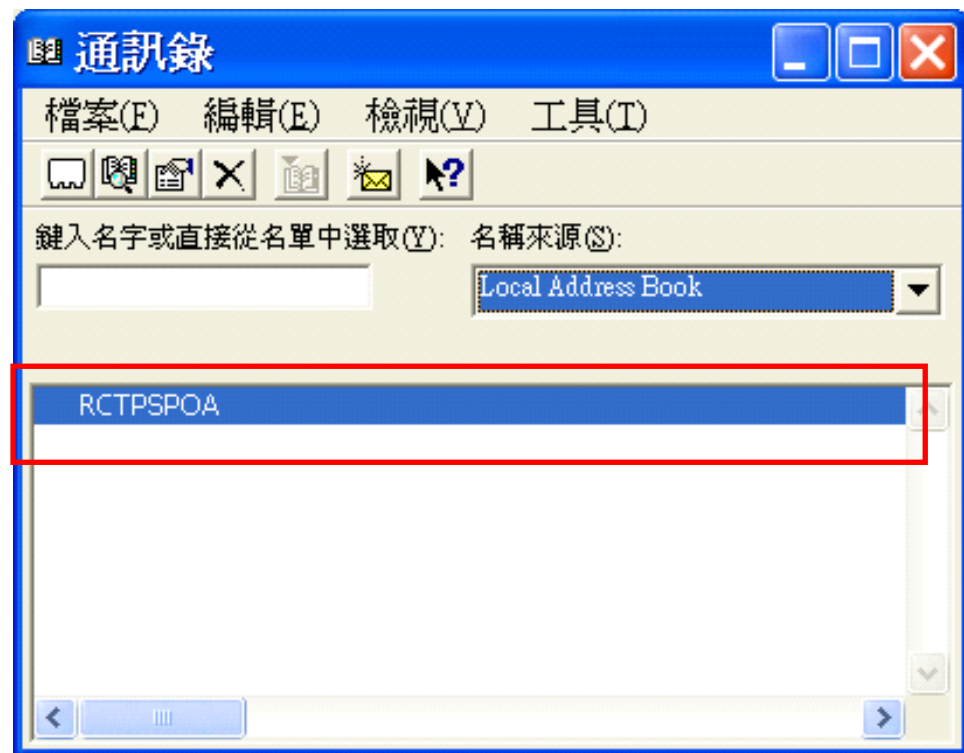 通訊錄
檔案(F) 編輯(E) 檢視(V) 工具(T)
鍵入名字或直接從名單中選取(Y): 名稱來源(S):
Local Address Book
RCTPSPOA